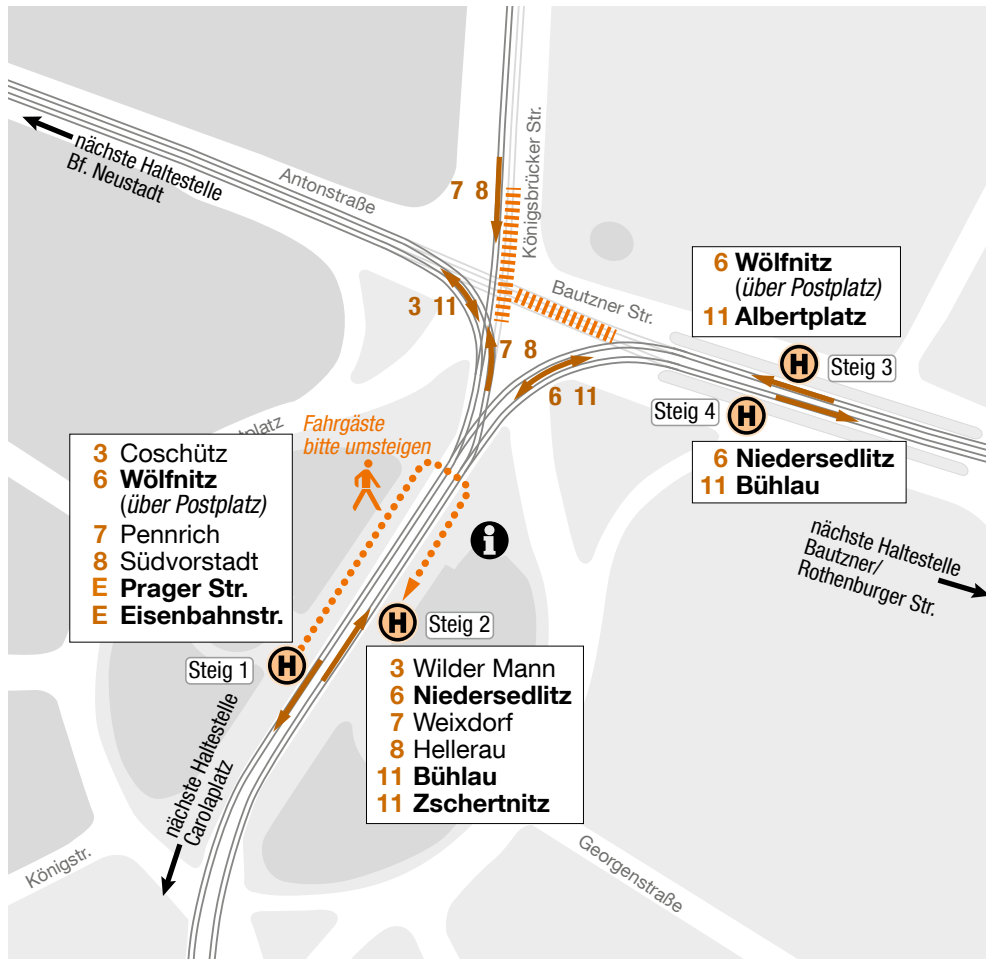 nächste Haltestelle
Bf. Neustadt
Antonstraße
7 8
Königsbrücker Str.
Bautzner Str.
3 11
7 8
6 11
6 Wölfnitz
(über Postplatz)
11 Albertplatz
H Steig 3
Steig 4 H
6 Niedersedlitz
11 Bühlau
nächste Haltestelle
Bautzner/
Rothenburger Str.
Fahrgäste
bitte umsteigen
3 Coschütz
6 Wölfnitz
(über Postplatz)
7 Pennrich
8 Südvorstadt
E Prager Str.
E Eisenbahnstr.
i
Steig 1 H
H Steig 2
3 Wilder Mann
6 Niedersedlitz
7 Weixdorf
8 Hellerau
11 Bühlau
11 Zschertnitz
nächste Haltestelle
Carolaplatz
Königstr.
Georgenstraße